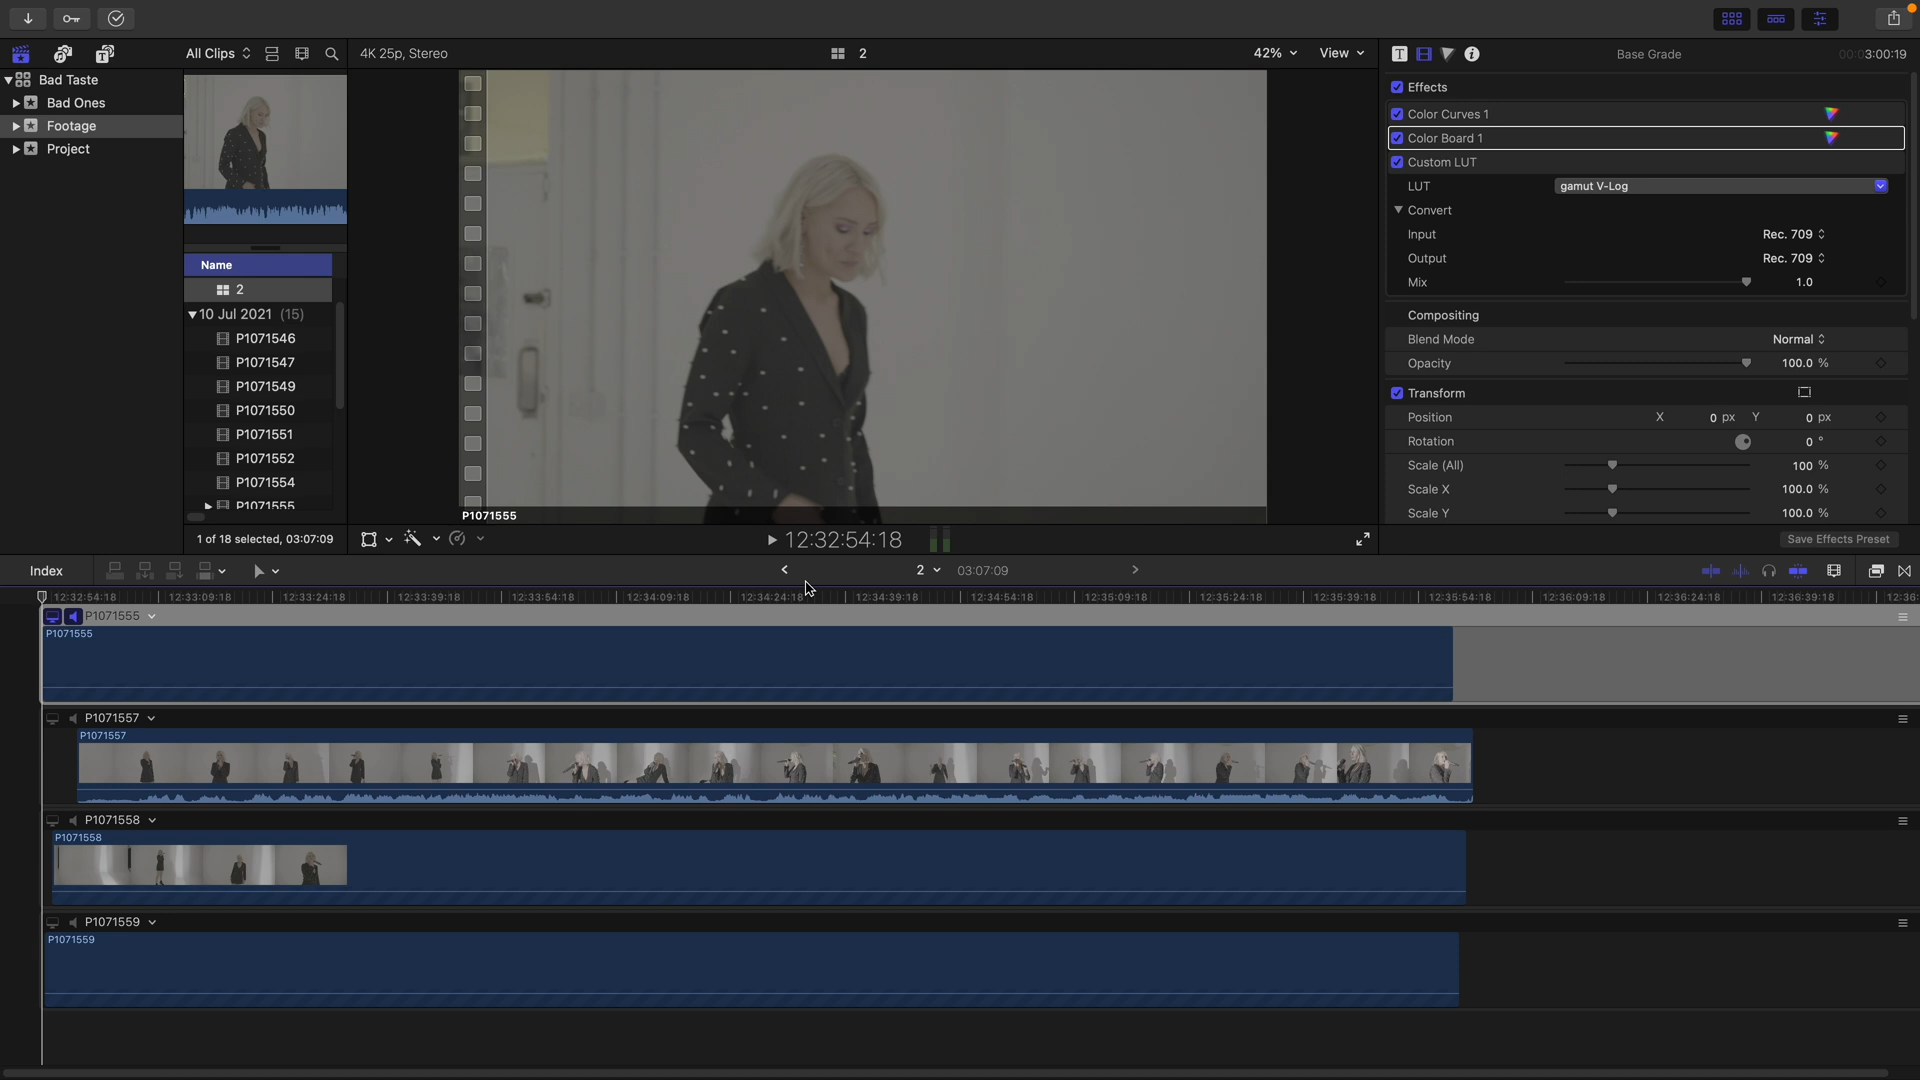 All Clips
4K 25p, Stereo
2
42%
View
Base Grade
00:03:00:19
Bad Taste
Bad Ones
Footage
Project
Name
2
10 Jul 2021 (15)
P1071546
P1071547
P1071549
P1071550
P1071551
P1071552
P1071554
P1071555
1 of 18 selected, 03:07:09
P1071555
12:32:54:18
Effects
Color Curves 1
Color Board 1
Custom LUT
LUT gamut V-Log
Convert
Input Rec. 709
Output Rec. 709
Mix 1.0
Compositing
Blend Mode Normal
Opacity 100.0 %
Transform
Position X 0 px Y 0 px
Rotation 0 °
Scale (All) 100 %
Scale X 100.0 %
Scale Y 100.0 %
Save Effects Preset
Index
2 03:07:09
12:32:54:18 12:33:09:18 12:33:24:18 12:33:39:18 12:33:54:18 12:34:09:18 12:34:24:18 12:34:39:18 12:34:54:18 12:35:09:18 12:35:24:18 12:35:39:18 12:35:54:18 12:36:09:18 12:36:24:18 12:36:39:18 12:36:
P1071555
P1071555
P1071557
P1071557
P1071558
P1071558
P1071559
P1071559